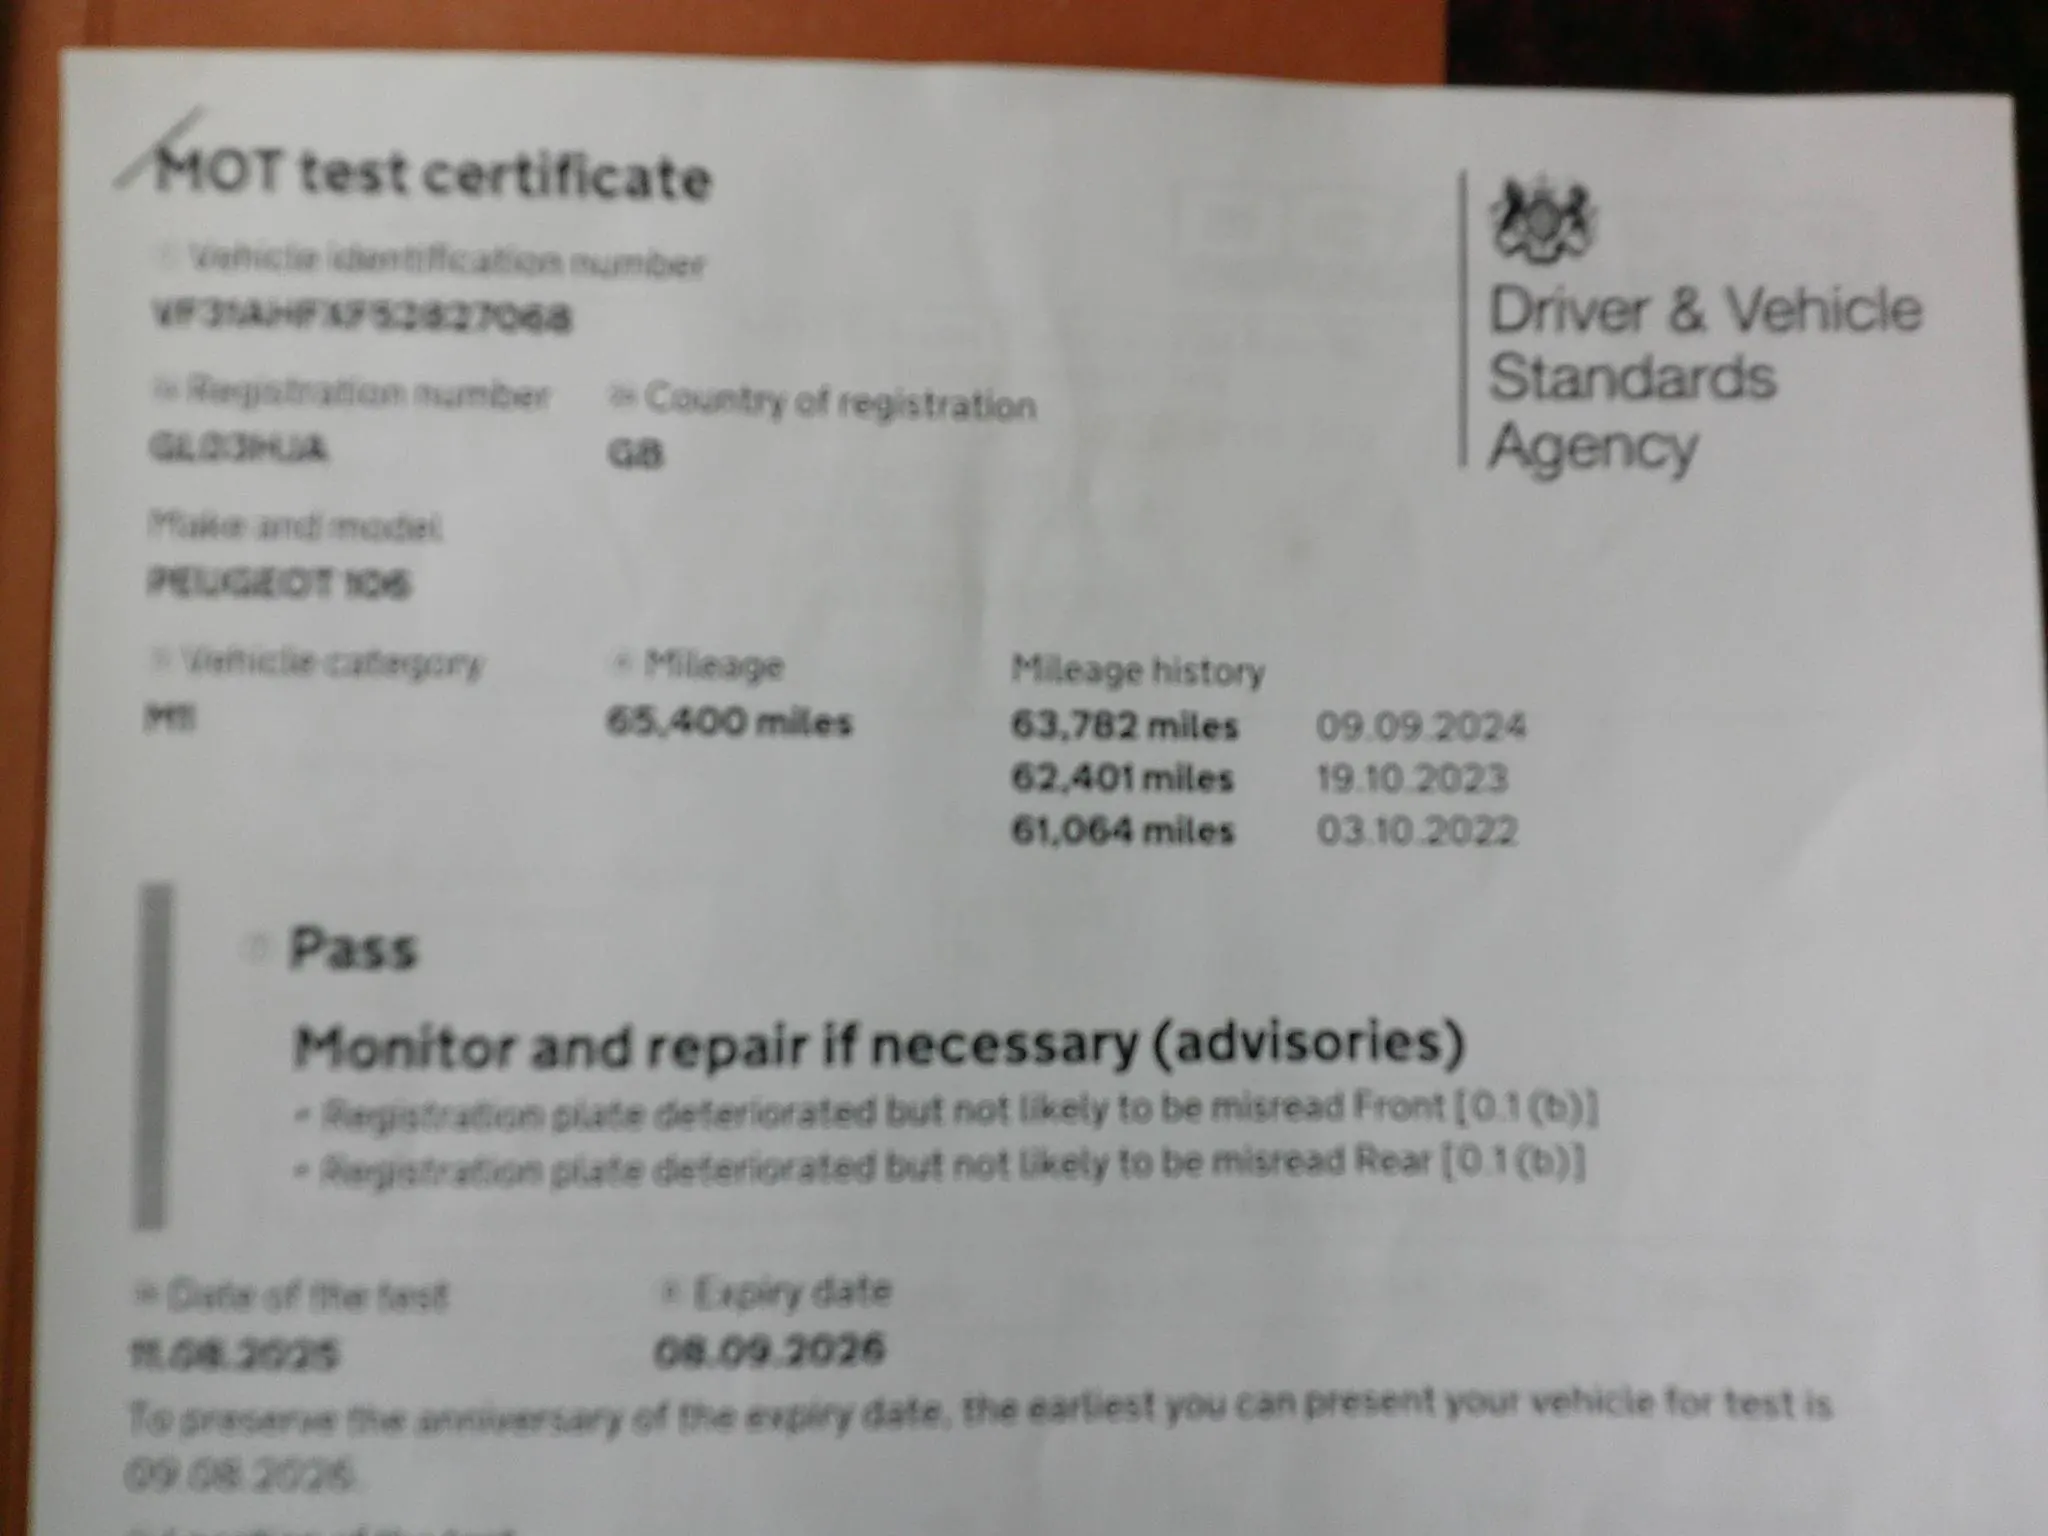 MOT test certificate
Vehicle identification number
VF31AHFXF52827068
Registration number
Country of registration
GL03HUA
GB
Make and model
PEUGEOT 106
Vehicle category
Mileage
Mileage history
M1
65,400 miles
63,782 miles 09.09.2024
62,401 miles 19.10.2023
61,064 miles 03.10.2022
Pass
Monitor and repair if necessary (advisories)
• Registration plate deteriorated but not likely to be misread Front [0.1 (b)]
• Registration plate deteriorated but not likely to be misread Rear [0.1 (b)]
Date of the test
Expiry date
11.08.2025
08.09.2026
To preserve the anniversary of the expiry date, the earliest you can present your vehicle for test is
09.08.2026.
Driver & Vehicle
Standards
Agency